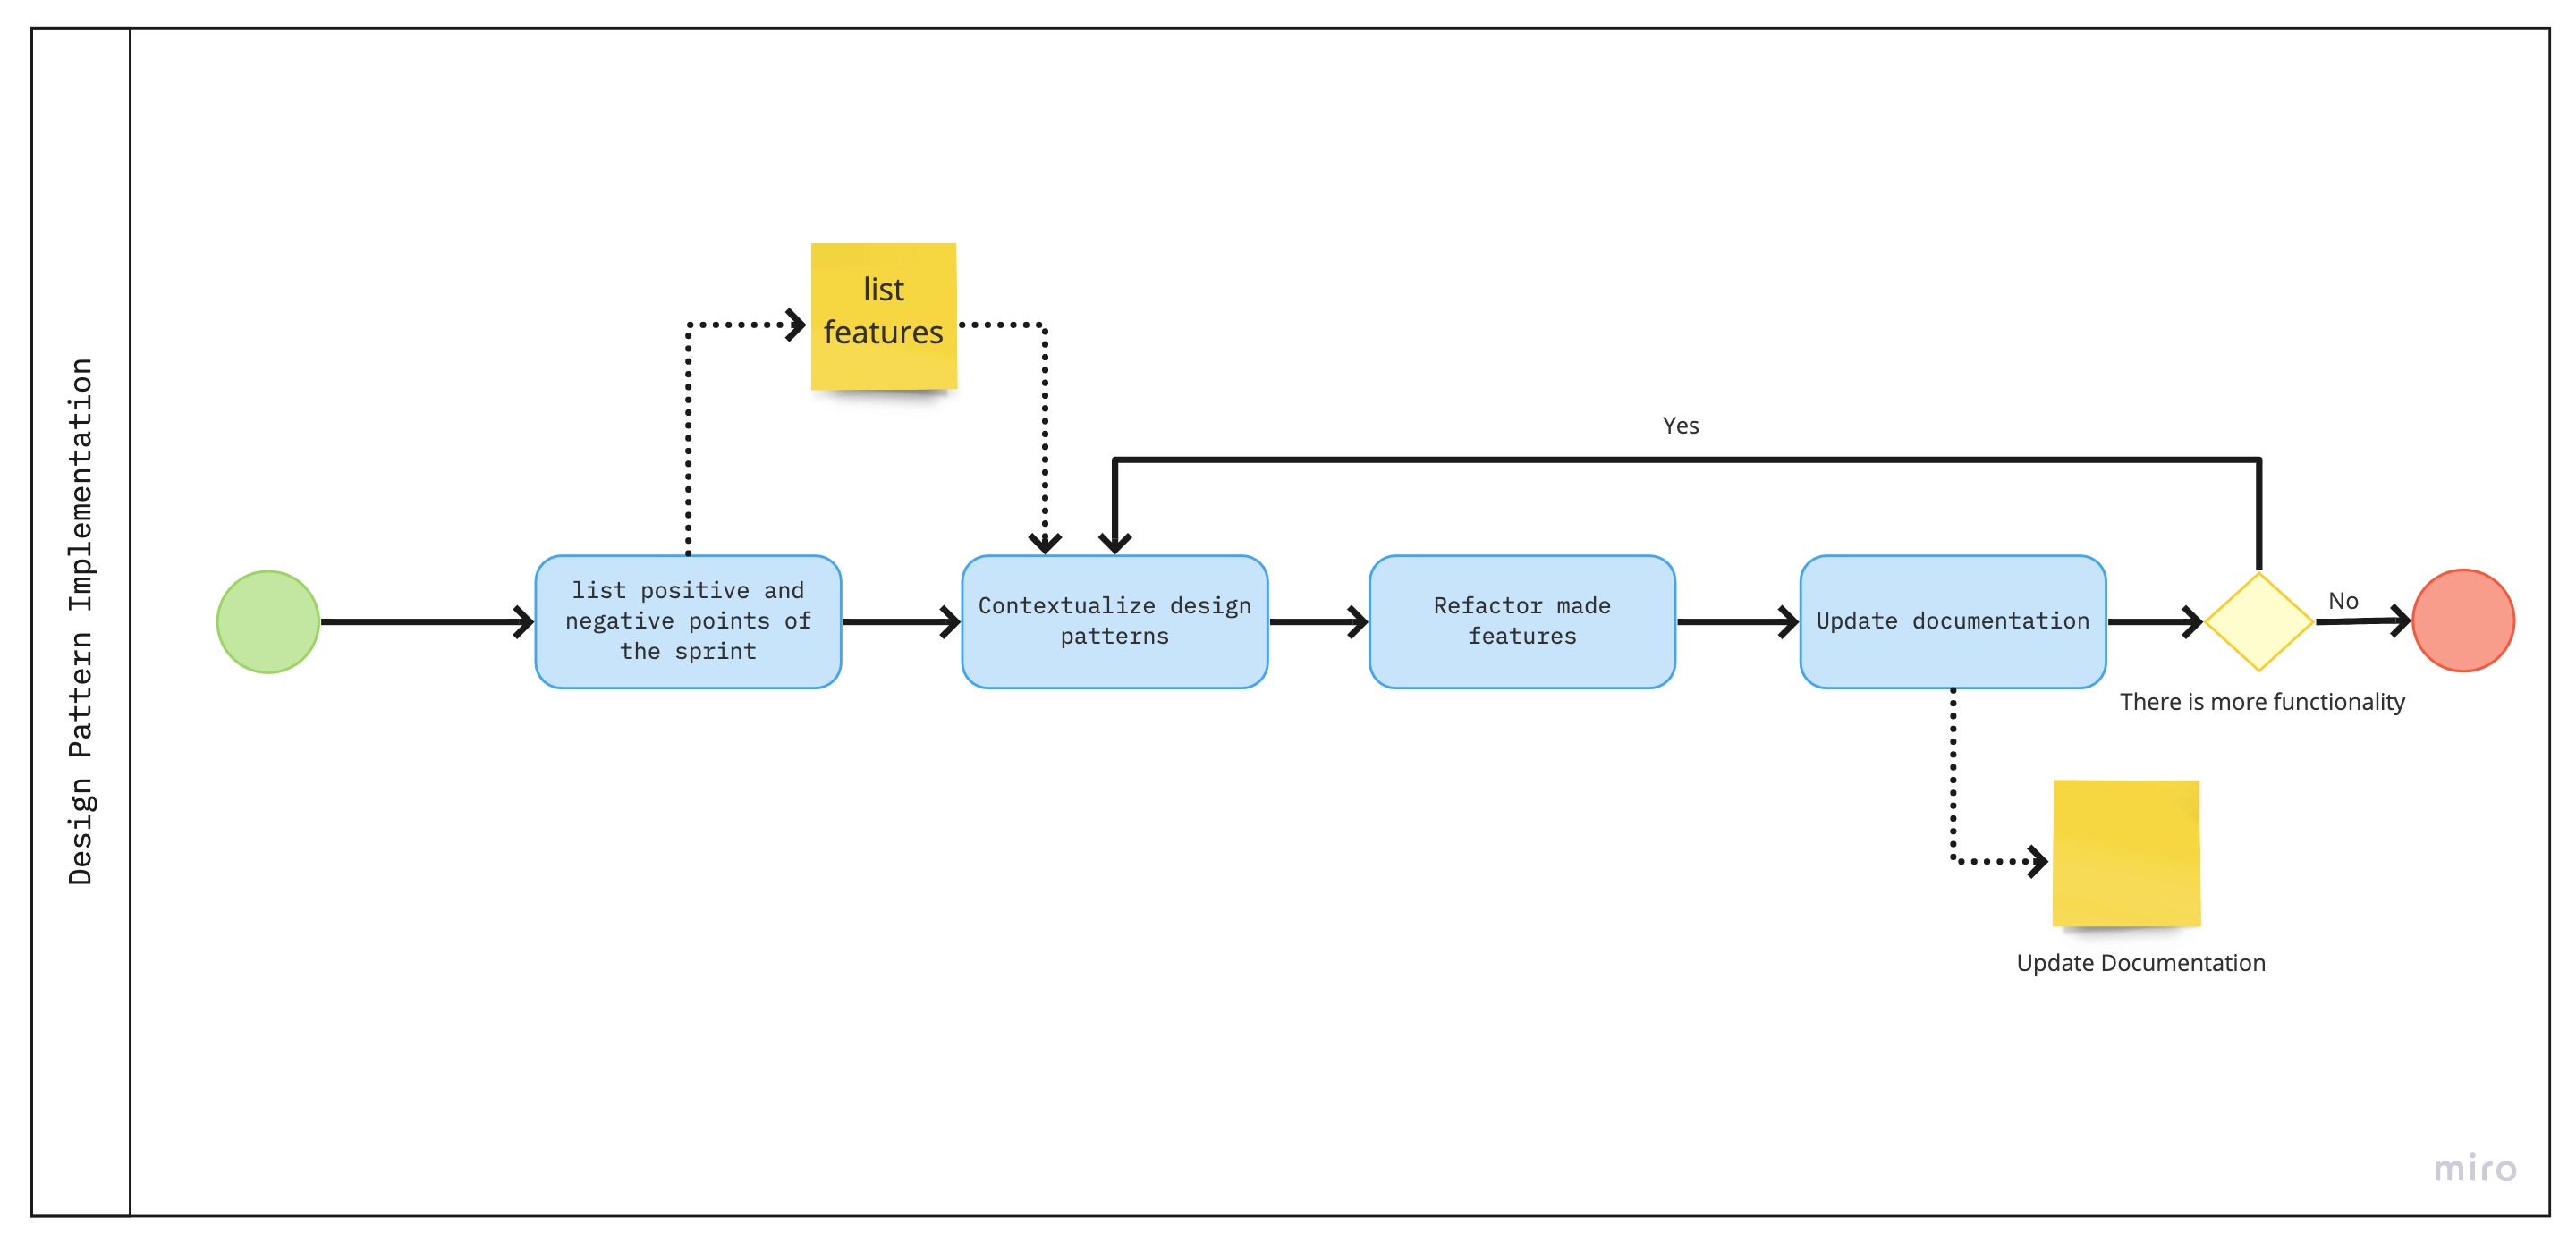 Design Pattern Implementation
list
features
Yes
list positive and
negative points of
the sprint
Contextualize design
patterns
Refactor made
features
Update documentation
No
There is more functionality
Update Documentation
miro